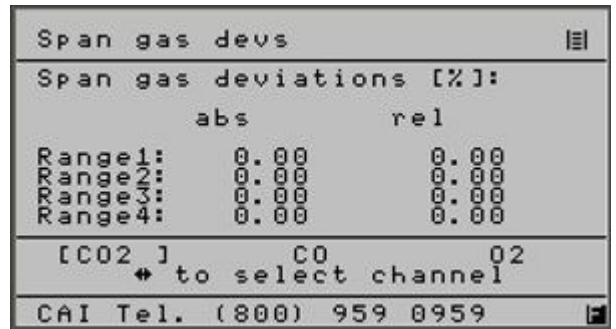 Span gas devs
Span gas deviations [%]:
abs rel
Range1: 0.00 0.00
Range2: 0.00 0.00
Range3: 0.00 0.00
Range4: 0.00 0.00
[CO2 ] CO O2
↔ to select channel
CAI Tel. (800) 959 0959